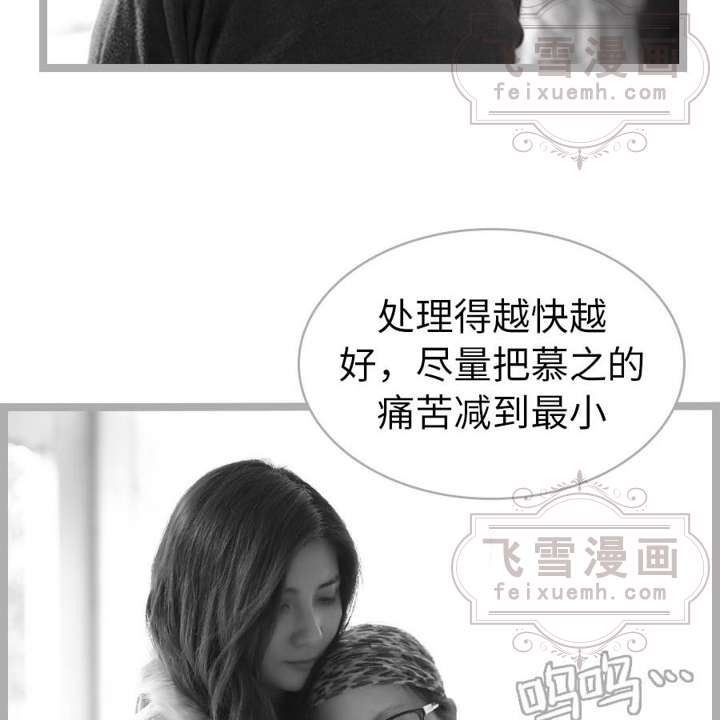 飞雪漫画
feixuemh.com
处理得越快越
好，尽量把慕之的
痛苦减到最小
飞雪漫画
feixuemh.com
呜呜…